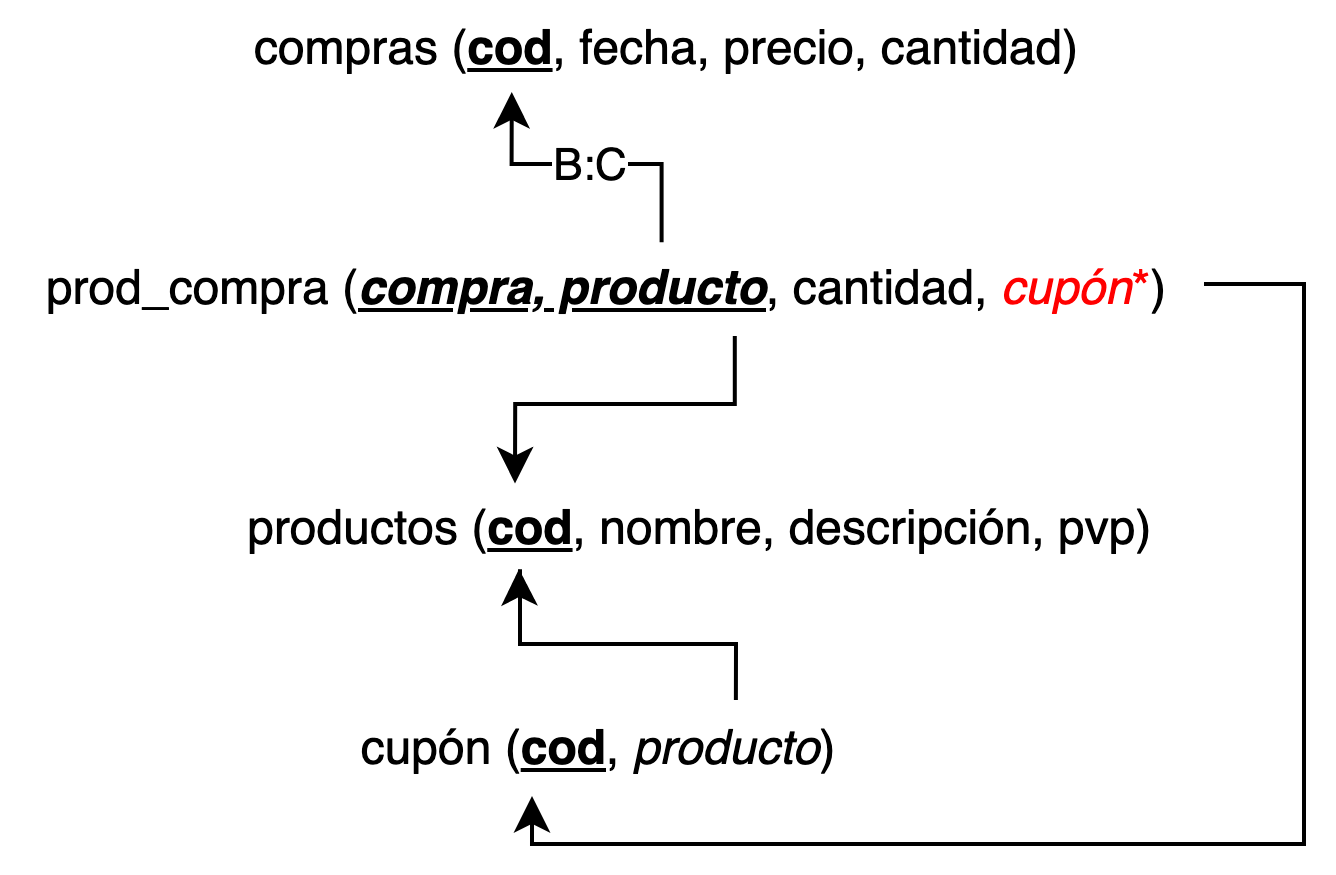 compras (cod, fecha, precio, cantidad)
B:C
prod_compra (compra, producto, cantidad, cupón*)
productos (cod, nombre, descripción, pvp)
cupón (cod, producto)